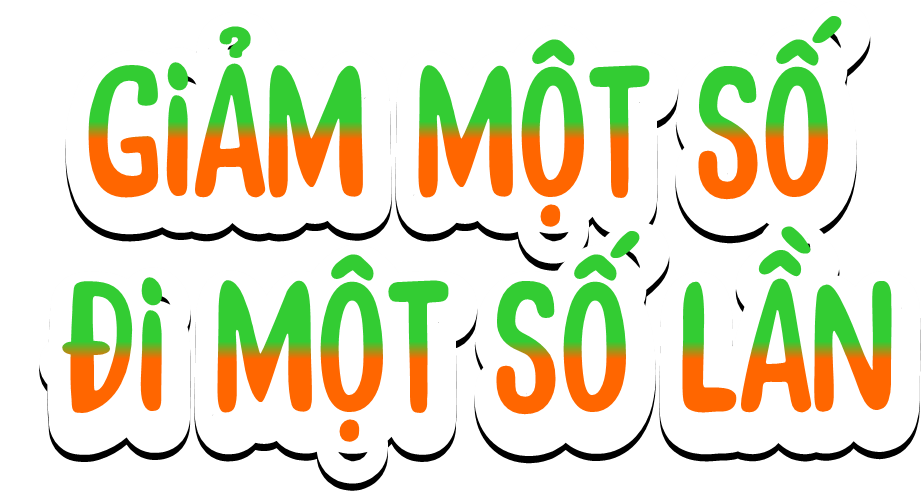 GIẢM MỘT SỐ
ĐI MỘT SỐ LẦN